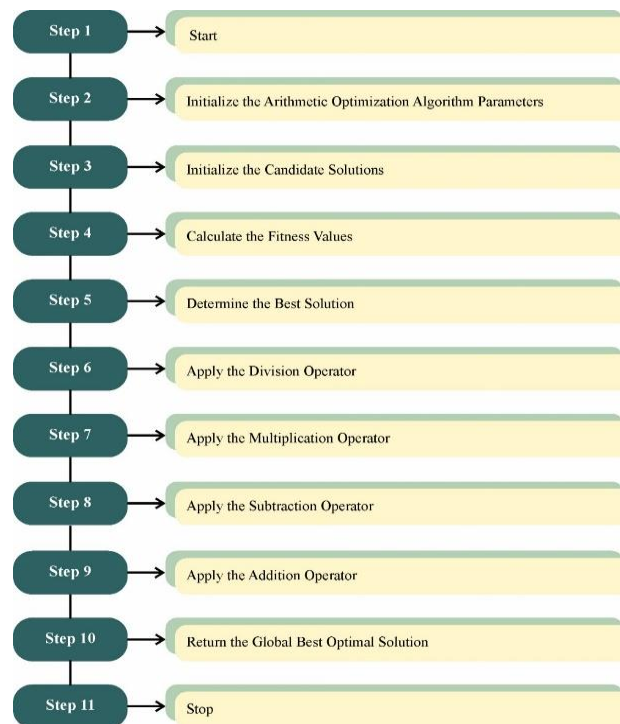 Step 1
Start
Step 2
Initialize the Arithmetic Optimization Algorithm Parameters
Step 3
Initialize the Candidate Solutions
Step 4
Calculate the Fitness Values
Step 5
Determine the Best Solution
Step 6
Apply the Division Operator
Step 7
Apply the Multiplication Operator
Step 8
Apply the Subtraction Operator
Step 9
Apply the Addition Operator
Step 10
Return the Global Best Optimal Solution
Step 11
Stop